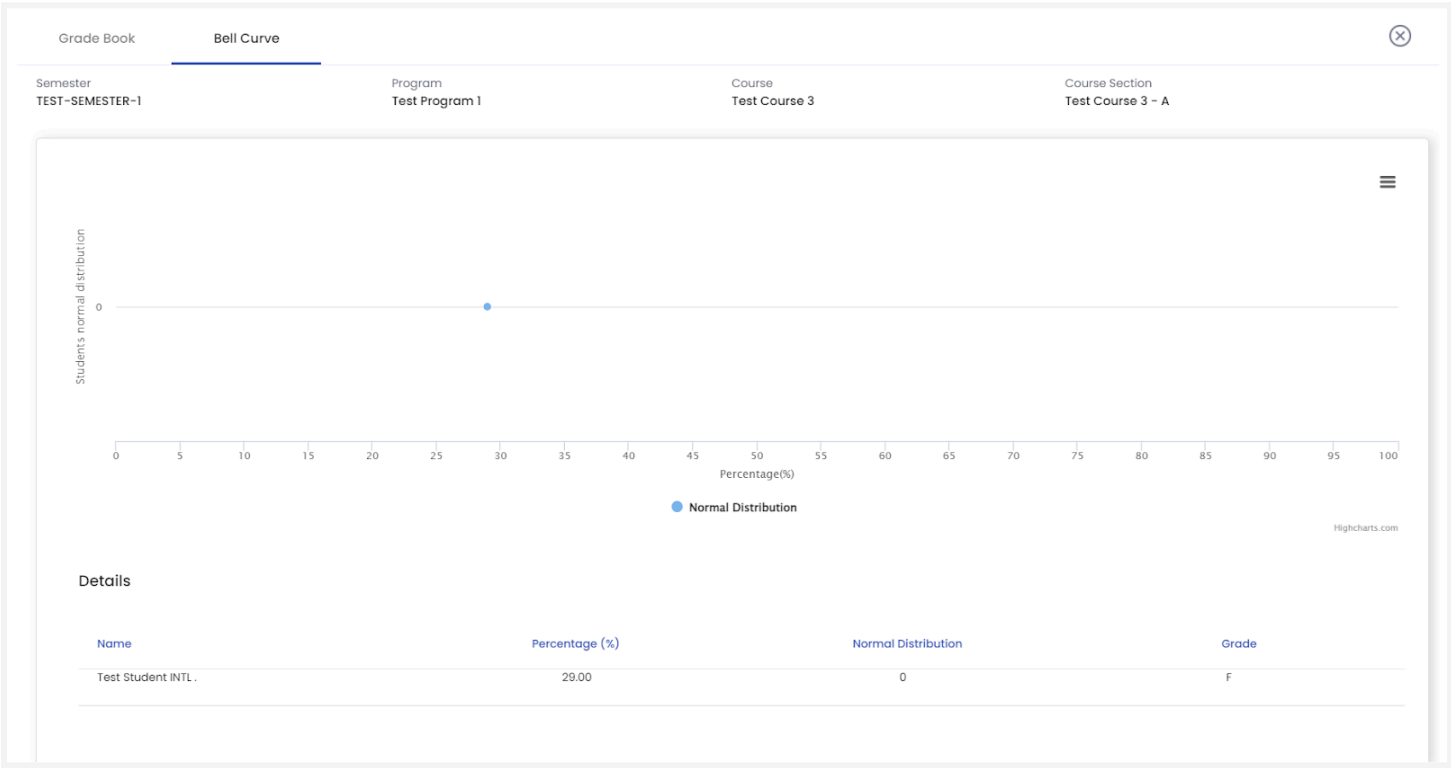 Grade Book Bell Curve
Semester Program Course Course Section
TEST-SEMESTER-1 Test Program 1 Test Course 3 Test Course 3 - A
Students normal distribution
0
0 5 10 15 20 25 30 35 40 45 50 55 60 65 70 75 80 85 90 95 100
Percentage(%)
Normal Distribution
Highcharts.com
Details
Name Percentage (%) Normal Distribution Grade
Test Student INTL . 29.00 0 F